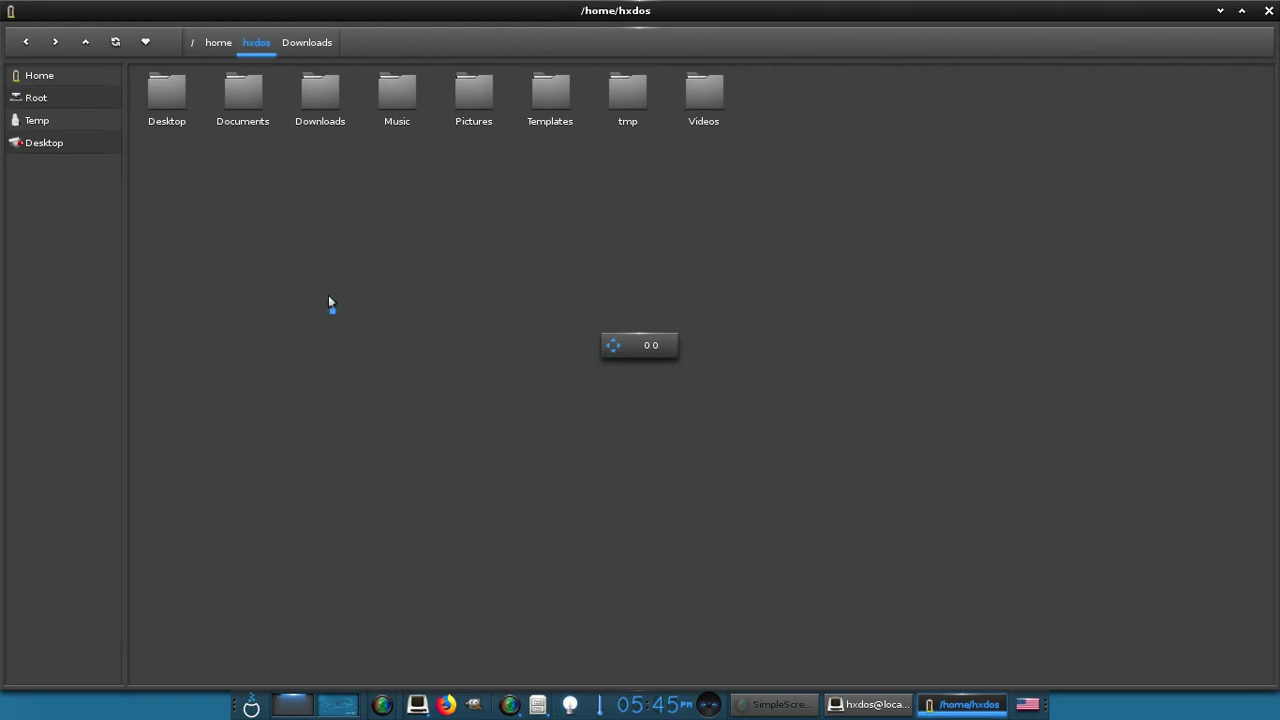 /home/hxdos
/ home hxdos Downloads
Home
Root
Temp
Desktop
Desktop Documents Downloads Music Pictures Templates tmp Videos
0 0
05:45PM SimpleScre... hxdos@loca... /home/hxdos